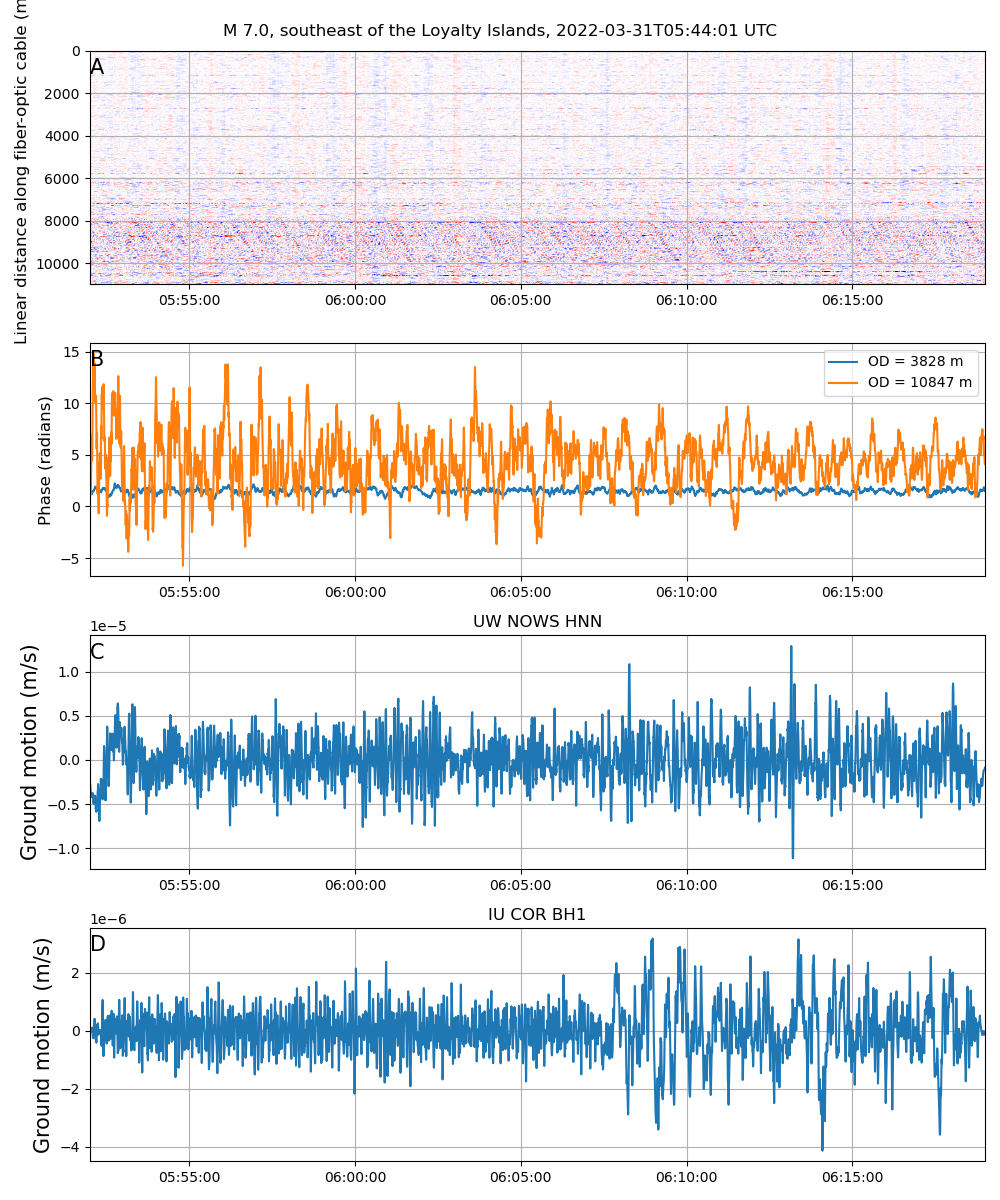 M 7.0, southeast of the Loyalty Islands, 2022-03-31T05:44:01 UTC
Linear distance along fiber-optic cable (m
A
0
2000
4000
6000
8000
10000
05:55:00 06:00:00 06:05:00 06:10:00 06:15:00
B
Phase (radians)
15
10
5
0
−5
OD = 3828 m
OD = 10847 m
05:55:00 06:00:00 06:05:00 06:10:00 06:15:00
UW NOWS HNN
1e−5
C
Ground motion (m/s)
1.0
0.5
0.0
−0.5
−1.0
05:55:00 06:00:00 06:05:00 06:10:00 06:15:00
IU COR BH1
1e−6
D
Ground motion (m/s)
2
0
−2
−4
05:55:00 06:00:00 06:05:00 06:10:00 06:15:00